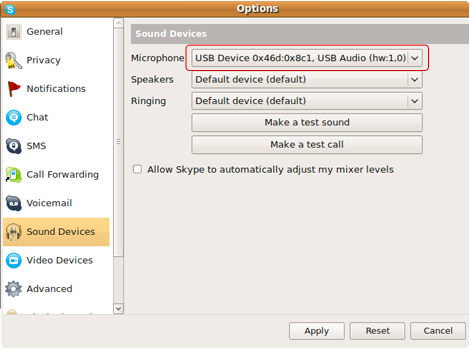 Options
General
Privacy
Notifications
Chat
SMS
Call Forwarding
Voicemail
Sound Devices
Video Devices
Advanced
Sound Devices
Microphone USB Device 0x46d:0x8c1, USB Audio (hw:1,0)
Speakers Default device (default)
Ringing Default device (default)
Make a test sound
Make a test call
Allow Skype to automatically adjust my mixer levels
Apply Reset Cancel